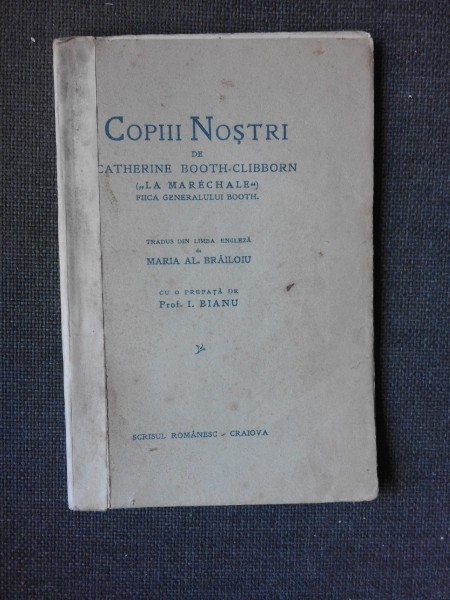 COPIII NOȘTRI
DE
CATHERINE BOOTH-CLIBBORN
(„LA MARÉCHALE“)
FIICA GENERALULUI BOOTH.
TRADUS DIN LIMBA ENGLEZĂ
de
MARIA AL. BRĂILOIU
CU O PREFAȚĂ DE
Prof. I. BIANU
SCRISUL ROMÂNESC - CRAIOVA